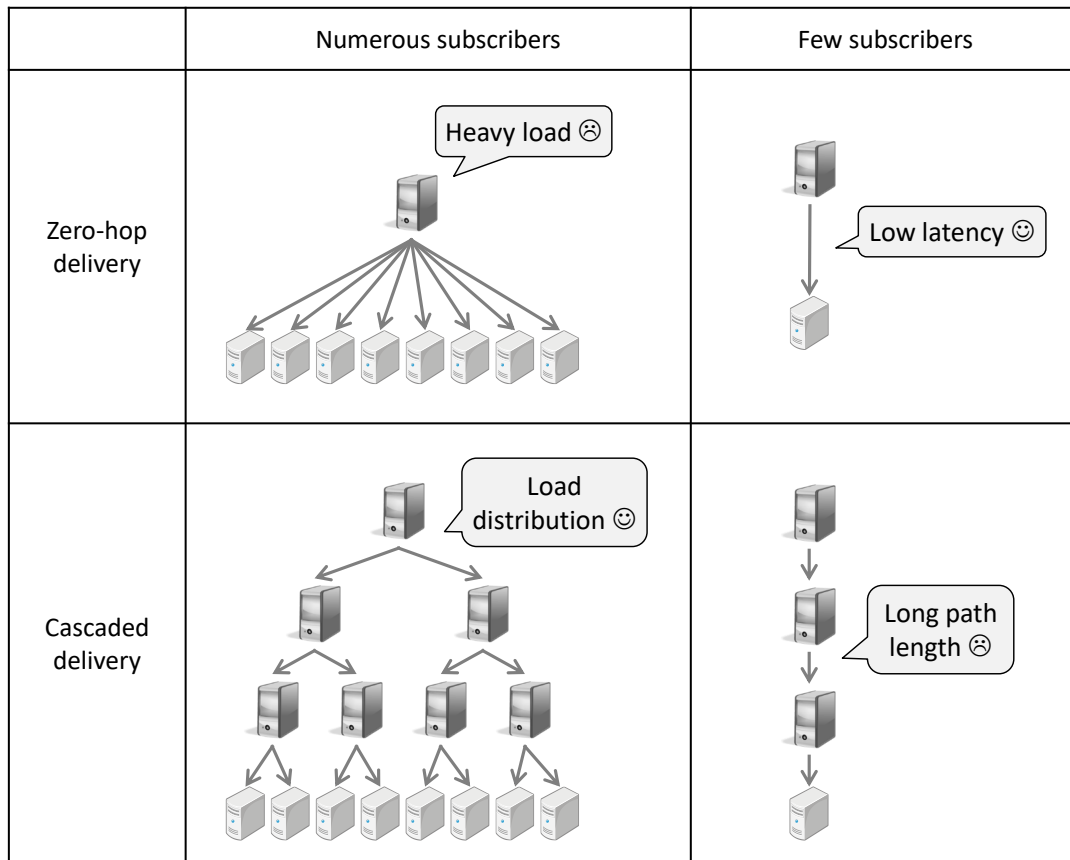 Numerous subscribers
Few subscribers
Zero-hop
delivery
Heavy load ☹
Low latency ☺
Cascaded
delivery
Load
distribution ☺
Long path
length ☹